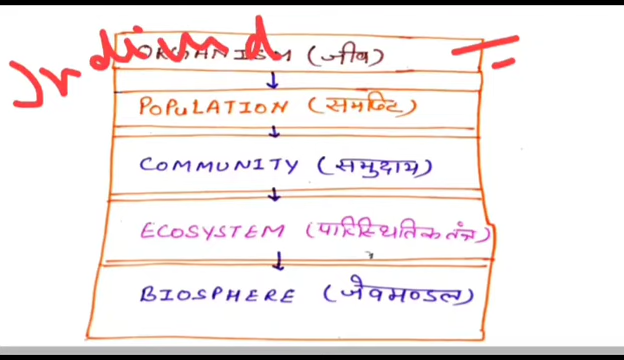 ORGANISM (जीव)
POPULATION (समष्टि)
COMMUNITY (समुदाय)
ECOSYSTEM (पारिस्थितिक तंत्र)
BIOSPHERE (जैवमण्डल)